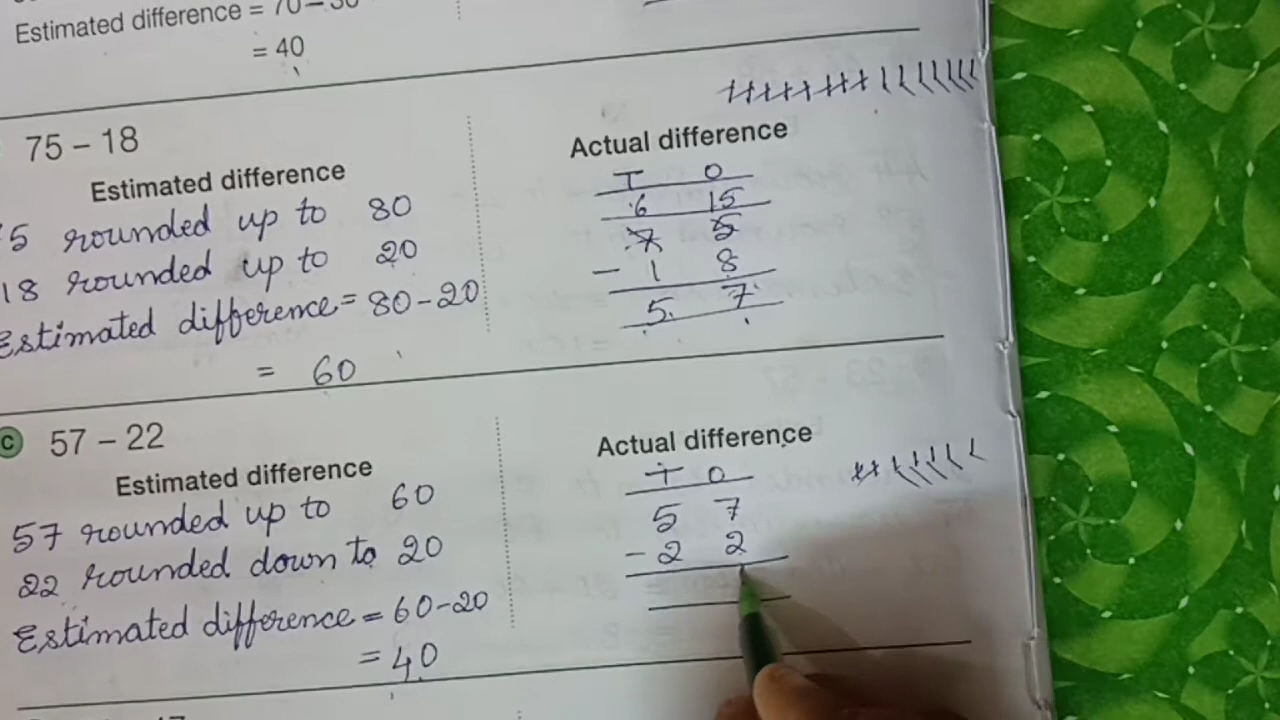 Estimated difference = 70 – 30
= 40
75 – 18
Estimated difference
75 rounded up to 80
18 rounded up to 20
Estimated difference = 80 - 20
= 60
Actual difference
T O
6 15
7 5
- 1 8
5 7
C 57 – 22
Estimated difference
57 rounded up to 60
22 rounded down to 20
Estimated difference = 60 - 20
= 40
Actual difference
T O
5 7
- 2 2